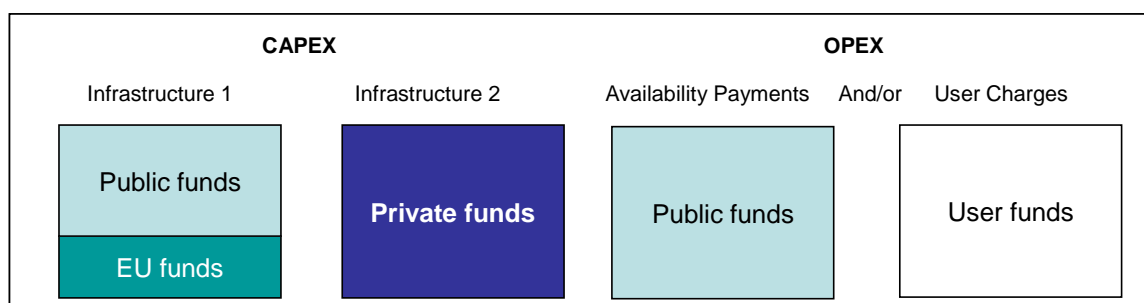 CAPEX OPEX
Infrastructure 1 Infrastructure 2 Availability Payments And/or User Charges
Public funds
EU funds
Private funds
Public funds
User funds